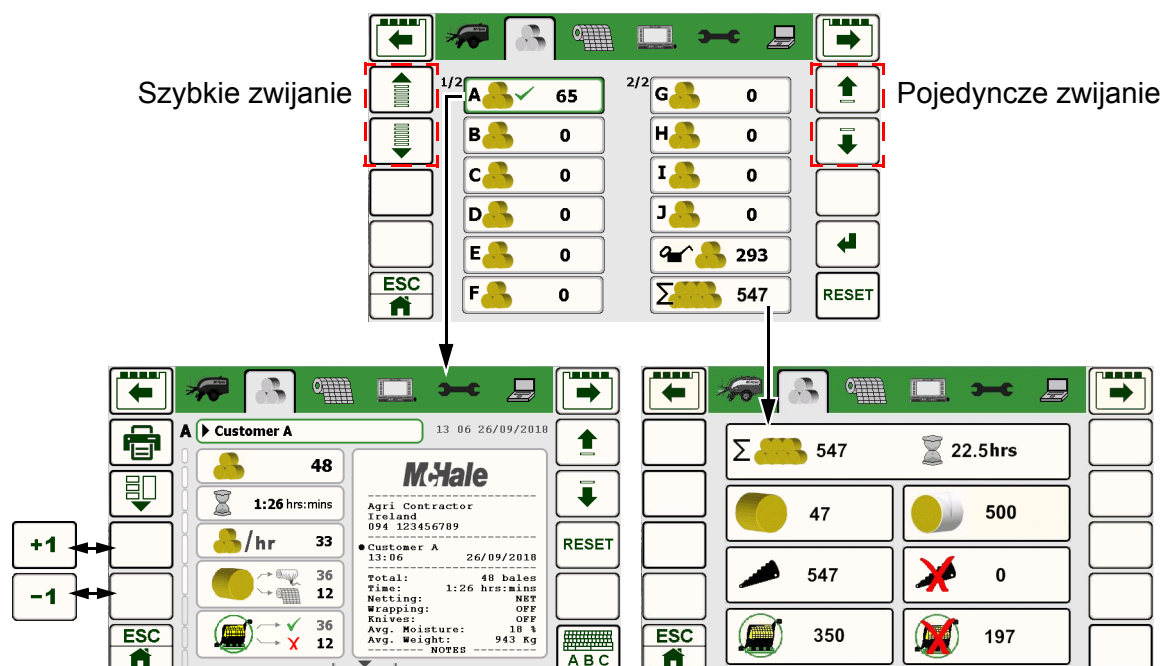 Szybkie zwijanie
Pojedyncze zwijanie
1/2
A 65
B 0
C 0
D 0
E 0
F 0
2/2
G 0
H 0
I 0
J 0
293
Σ 547
ESC
RESET
A Customer A 13 06 26/09/2018
48
1:26 hrs:mins
/hr 33
36
12
36
12
+1
-1
ESC
McHale
Agri Contractor
Ireland
094 123456789
Customer A
13:06 26/09/2018
Total: 48 bales
Time: 1:26 hrs:mins
Netting: NET
Wrapping: OFF
Knives: OFF
Avg. Moisture: 18 %
Avg. Weight: 943 Kg
NOTES
RESET
A B C
Σ 547 22.5hrs
47 500
547 0
350 197
ESC